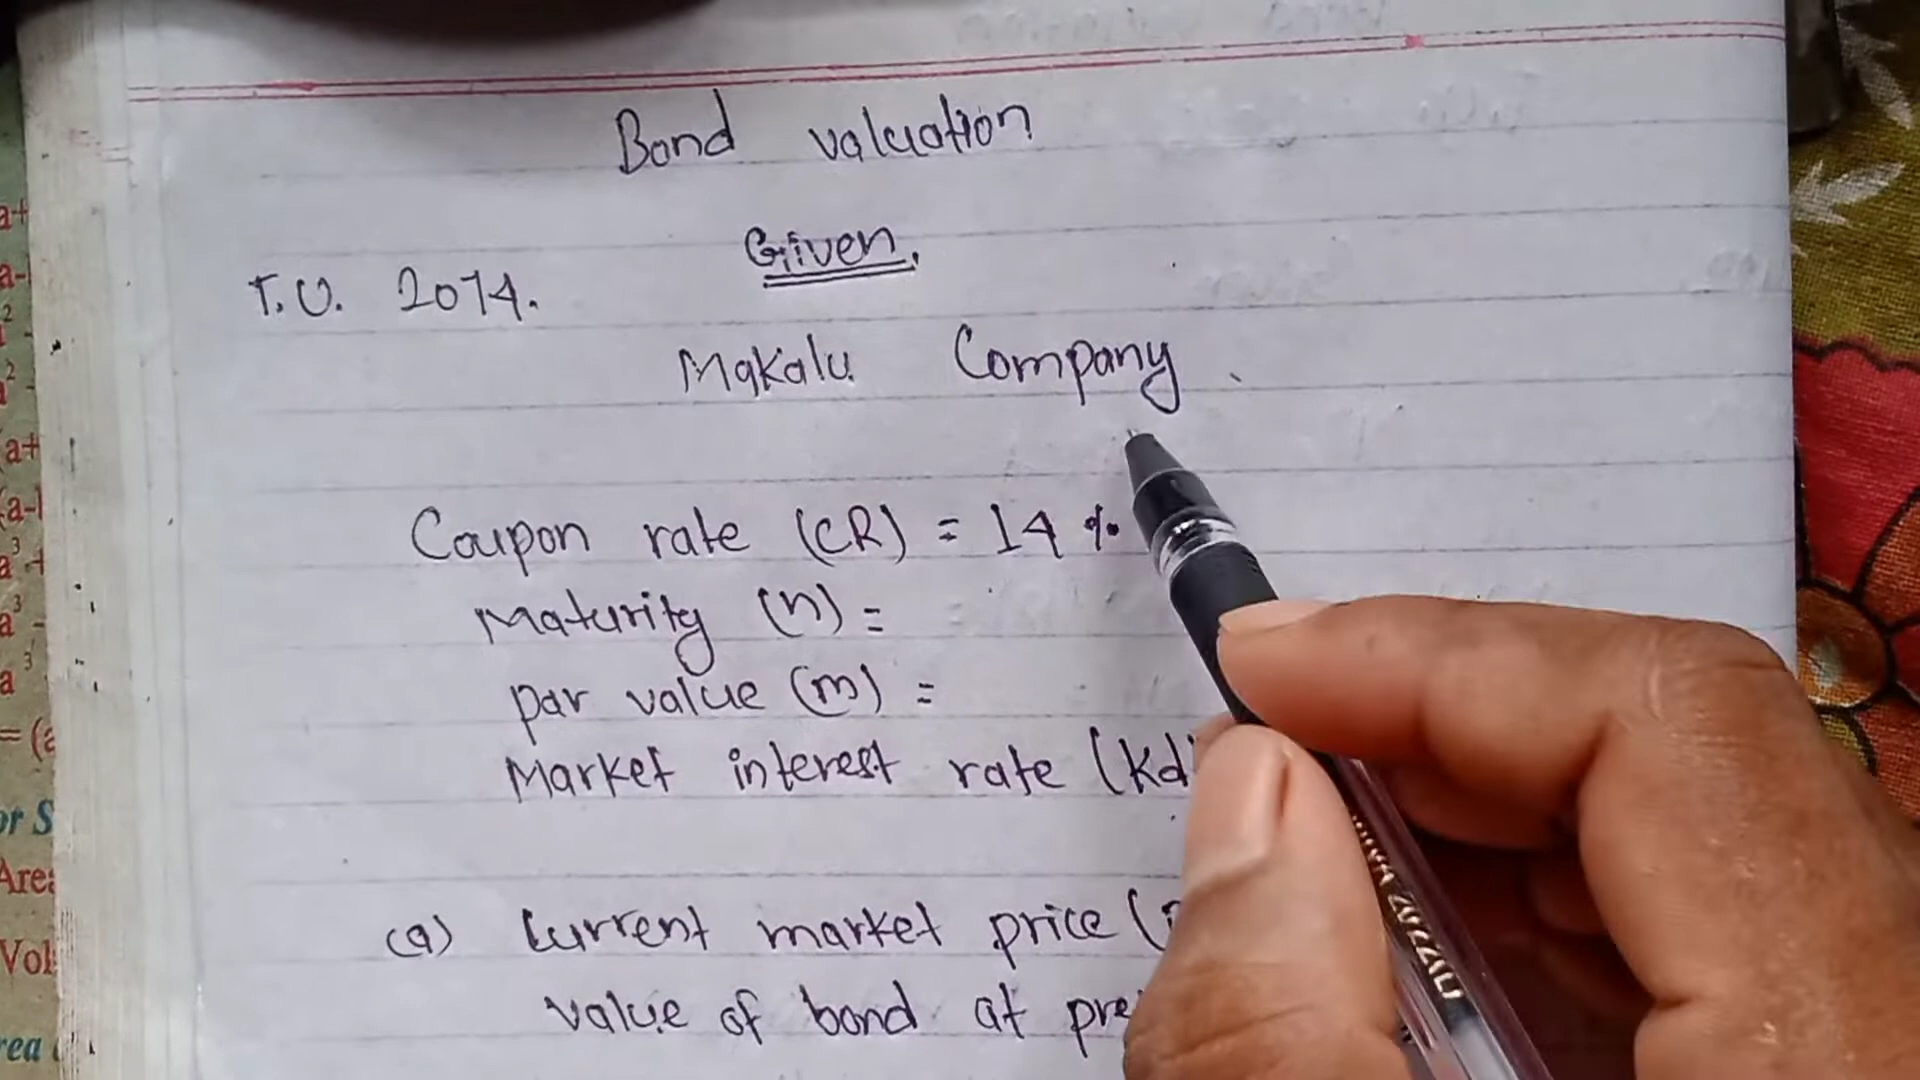 Bond valuation
Given,
T.U. 2074.
Makalu Company.
Coupon rate (CR) = 14%
Maturity (n) =
par value (m) =
Market interest rate (Kd)
(a) Current market price (
value of bond at pre